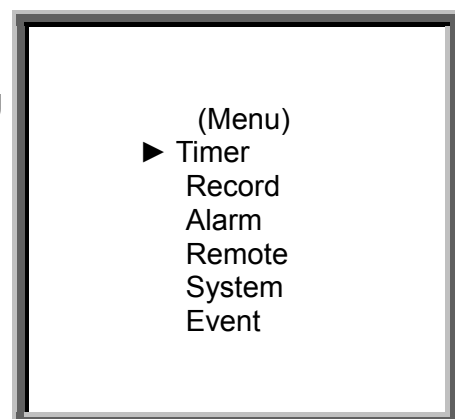 (Menu)
► Timer
Record
Alarm
Remote
System
Event